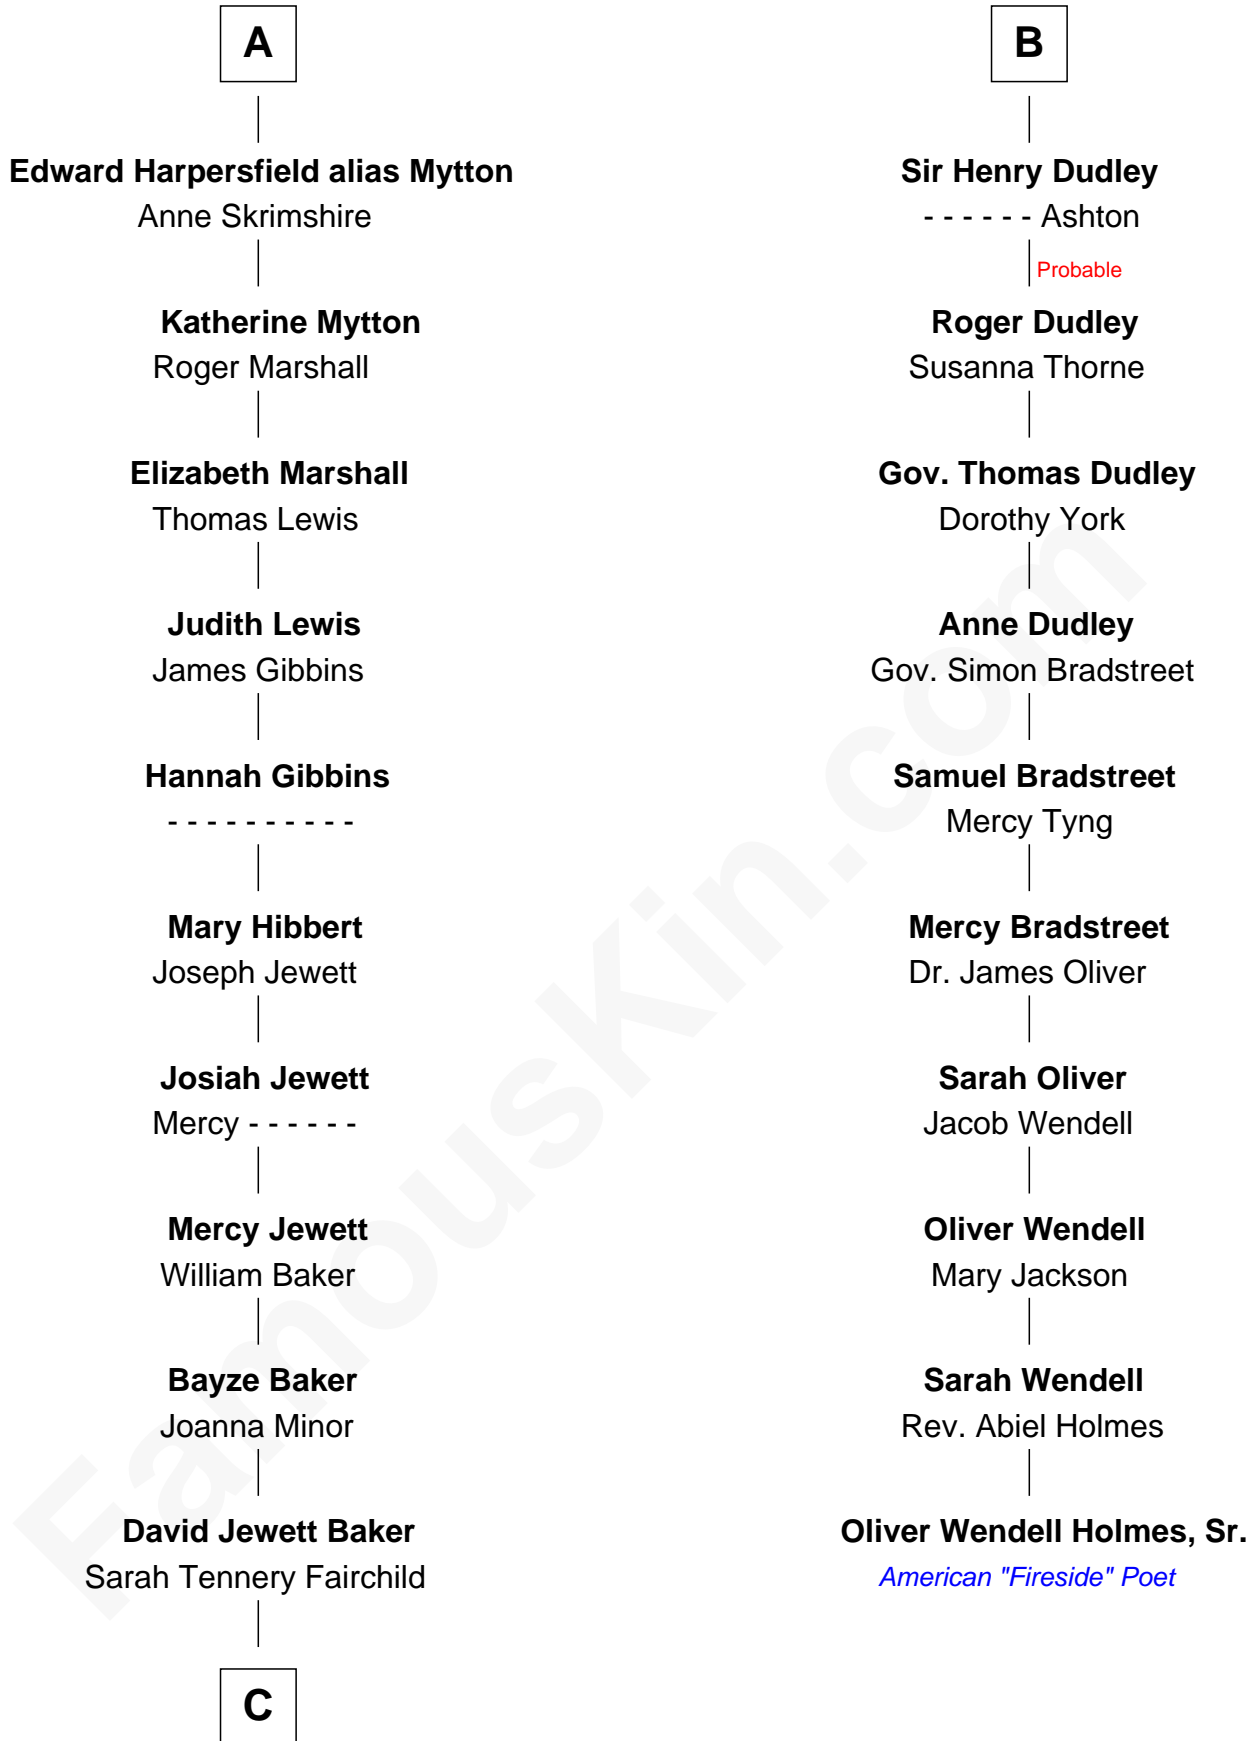 A
Edward Harpersfield alias Mytton
Anne Skrimshire
Katherine Mytton
Roger Marshall
Elizabeth Marshall
Thomas Lewis
Judith Lewis
James Gibbins
Hannah Gibbins
- - - - - - - - - -
Mary Hibbert
Joseph Jewett
Josiah Jewett
Mercy - - - - - -
Mercy Jewett
William Baker
Bayze Baker
Joanna Minor
David Jewett Baker
Sarah Tennery Fairchild
C
B
Sir Henry Dudley
- - - - - - Ashton
Probable
Roger Dudley
Susanna Thorne
Gov. Thomas Dudley
Dorothy York
Anne Dudley
Gov. Simon Bradstreet
Samuel Bradstreet
Mercy Tyng
Mercy Bradstreet
Dr. James Oliver
Sarah Oliver
Jacob Wendell
Oliver Wendell
Mary Jackson
Sarah Wendell
Rev. Abiel Holmes
Oliver Wendell Holmes, Sr.
American "Fireside" Poet
FamousKin.com